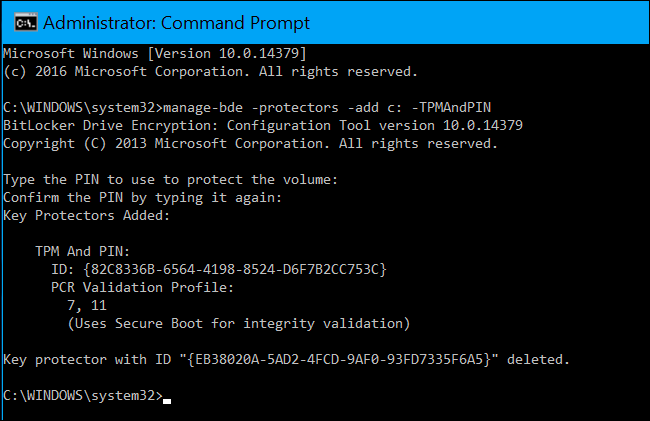 Administrator: Command Prompt
Microsoft Windows [Version 10.0.14379]
(c) 2016 Microsoft Corporation. All rights reserved.
C:\WINDOWS\system32>manage-bde -protectors -add c: -TPMAndPIN
BitLocker Drive Encryption: Configuration Tool version 10.0.14379
Copyright (C) 2013 Microsoft Corporation. All rights reserved.
Type the PIN to use to protect the volume:
Confirm the PIN by typing it again:
Key Protectors Added:
TPM And PIN:
ID: {82C8336B-6564-4198-8524-D6F7B2CC753C}
PCR Validation Profile:
7, 11
(Uses Secure Boot for integrity validation)
Key protector with ID "{EB38020A-5AD2-4FCD-9AF0-93FD7335F6A5}" deleted.
C:\WINDOWS\system32>